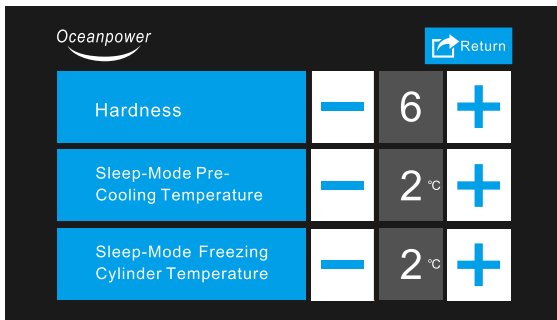 Oceanpower
Return
Hardness
6
Sleep-Mode Pre-
Cooling Temperature
2 ℃
Sleep-Mode Freezing
Cylinder Temperature
2 ℃